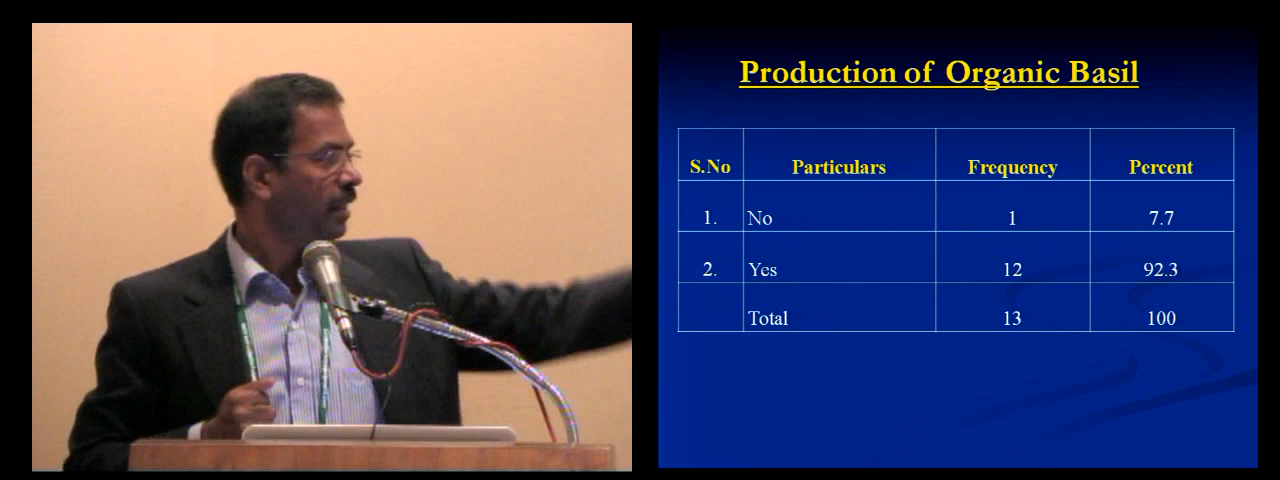 Production of Organic Basil
S.No Particulars Frequency Percent
1. No 1 7.7
2. Yes 12 92.3
Total 13 100